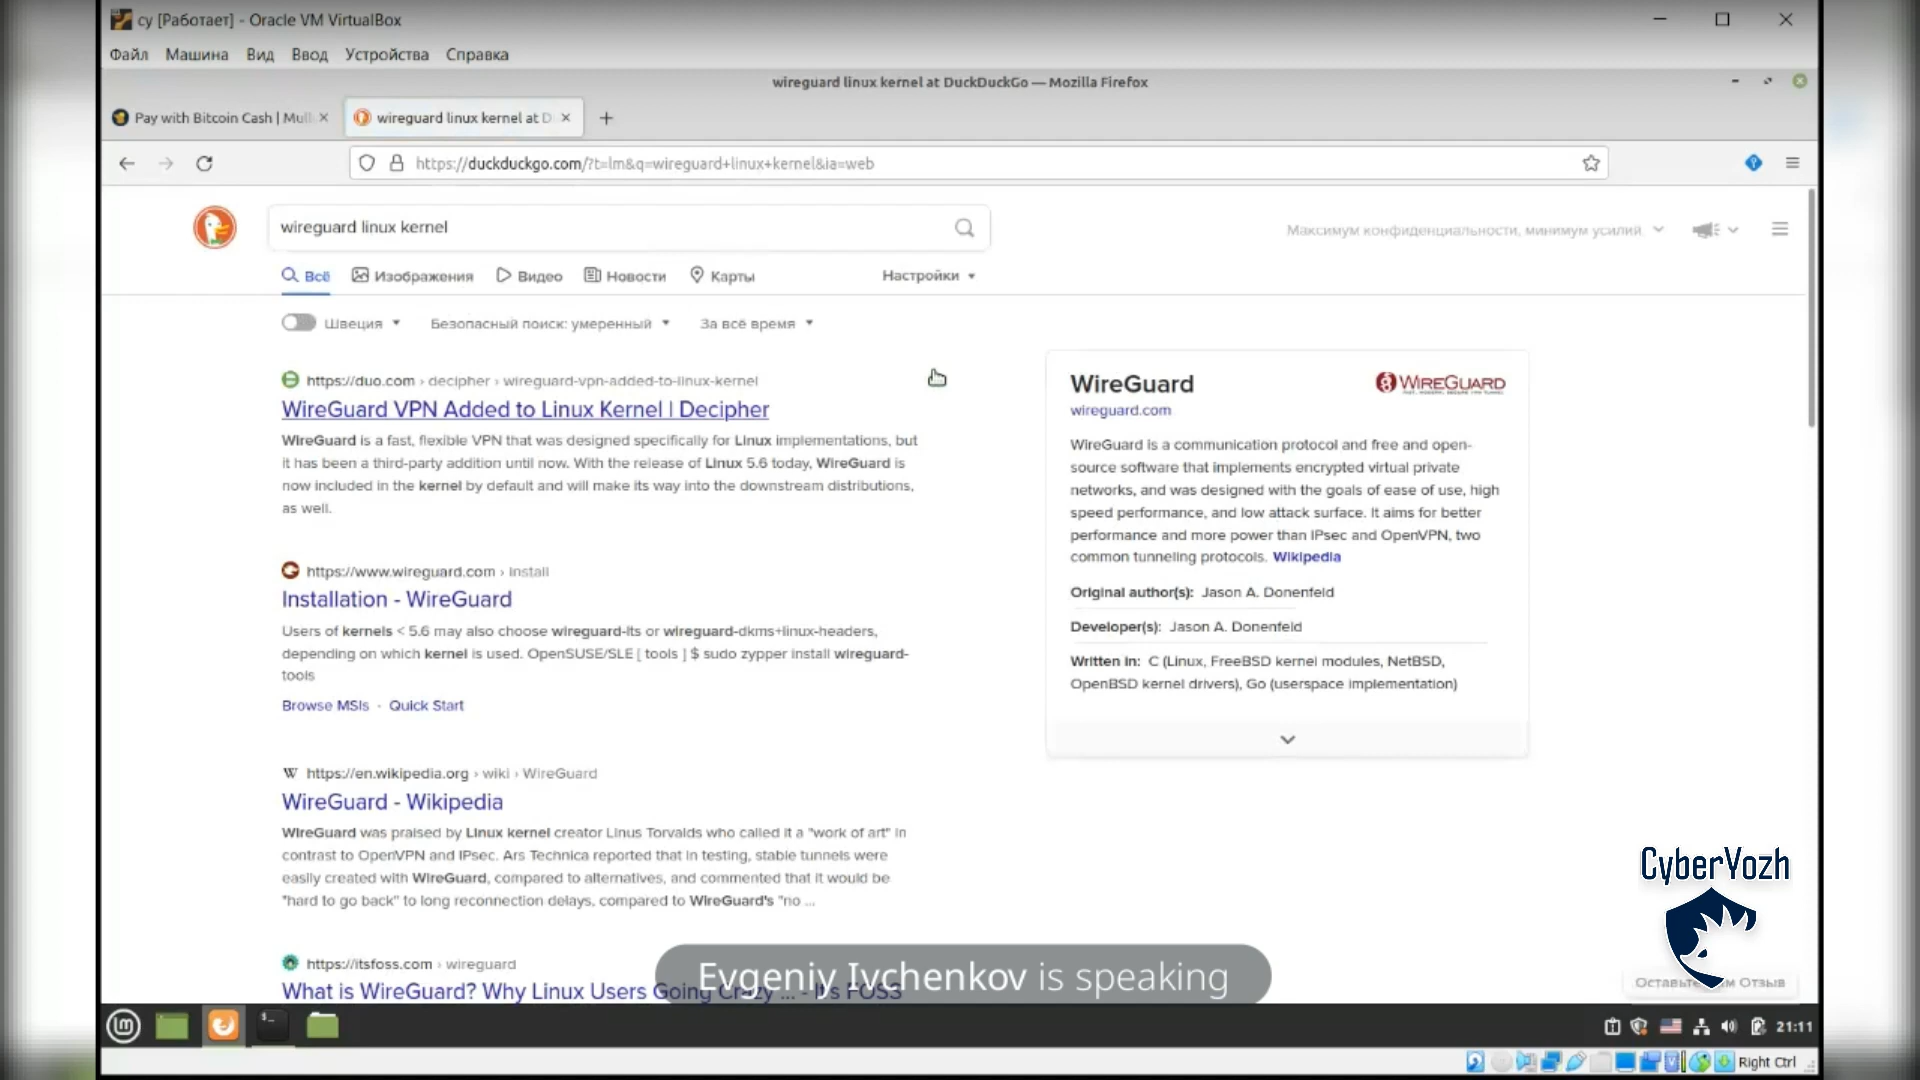 су [Работает] - Oracle VM VirtualBox
Файл Машина Вид Ввод Устройства Справка
wireguard linux kernel at DuckDuckGo — Mozilla Firefox
Pay with Bitcoin Cash | Mull
wireguard linux kernel at D
https://duckduckgo.com/?t=lm&q=wireguard+linux+kernel&ia=web
wireguard linux kernel
Максимум конфиденциальности, минимум усилий.
Всё Изображения Видео Новости Карты Настройки
Швеция Безопасный поиск: умеренный За всё время
https://duo.com › decipher › wireguard-vpn-added-to-linux-kernel
WireGuard VPN Added to Linux Kernel | Decipher
WireGuard is a fast, flexible VPN that was designed specifically for Linux implementations, but
it has been a third-party addition until now. With the release of Linux 5.6 today, WireGuard is
now included in the kernel by default and will make its way into the downstream distributions,
as well.
https://www.wireguard.com › install
Installation - WireGuard
Users of kernels < 5.6 may also choose wireguard-lts or wireguard-dkms+linux-headers,
depending on which kernel is used. OpenSUSE/SLE [ tools ] $ sudo zypper install wireguard-
tools
Browse MSIs · Quick Start
https://en.wikipedia.org › wiki › WireGuard
WireGuard - Wikipedia
WireGuard was praised by Linux kernel creator Linus Torvalds who called it a "work of art" in
contrast to OpenVPN and IPsec. Ars Technica reported that in testing, stable tunnels were
easily created with WireGuard, compared to alternatives, and commented that it would be
"hard to go back" to long reconnection delays, compared to WireGuard's "no ...
https://itsfoss.com › wireguard
What is WireGuard? Why Linux Users Going Crazy ... - It's FOSS
WireGuard
WIREGUARD
FAST, MODERN, SECURE VPN TUNNEL
wireguard.com
WireGuard is a communication protocol and free and open-
source software that implements encrypted virtual private
networks, and was designed with the goals of ease of use, high
speed performance, and low attack surface. It aims for better
performance and more power than IPsec and OpenVPN, two
common tunneling protocols. Wikipedia
Original author(s): Jason A. Donenfeld
Developer(s): Jason A. Donenfeld
Written in: C (Linux, FreeBSD kernel modules, NetBSD,
OpenBSD kernel drivers), Go (userspace implementation)
CyberYozh
Evgeniy Ivchenkov is speaking
Отзыв
21:11
Right Ctrl